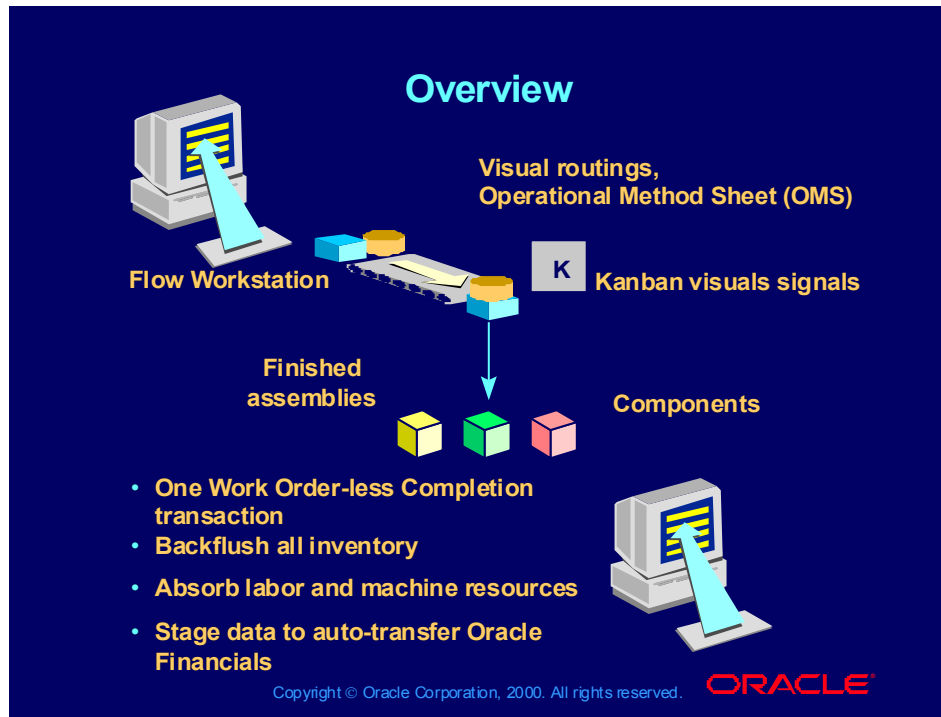 Overview
Visual routings,
Operational Method Sheet (OMS)
Flow Workstation
K
Kanban visuals signals
Finished
assemblies
Components
• One Work Order-less Completion
transaction
• Backflush all inventory
• Absorb labor and machine resources
• Stage data to auto-transfer Oracle
Financials
Copyright © Oracle Corporation, 2000. All rights reserved.
ORACLE®